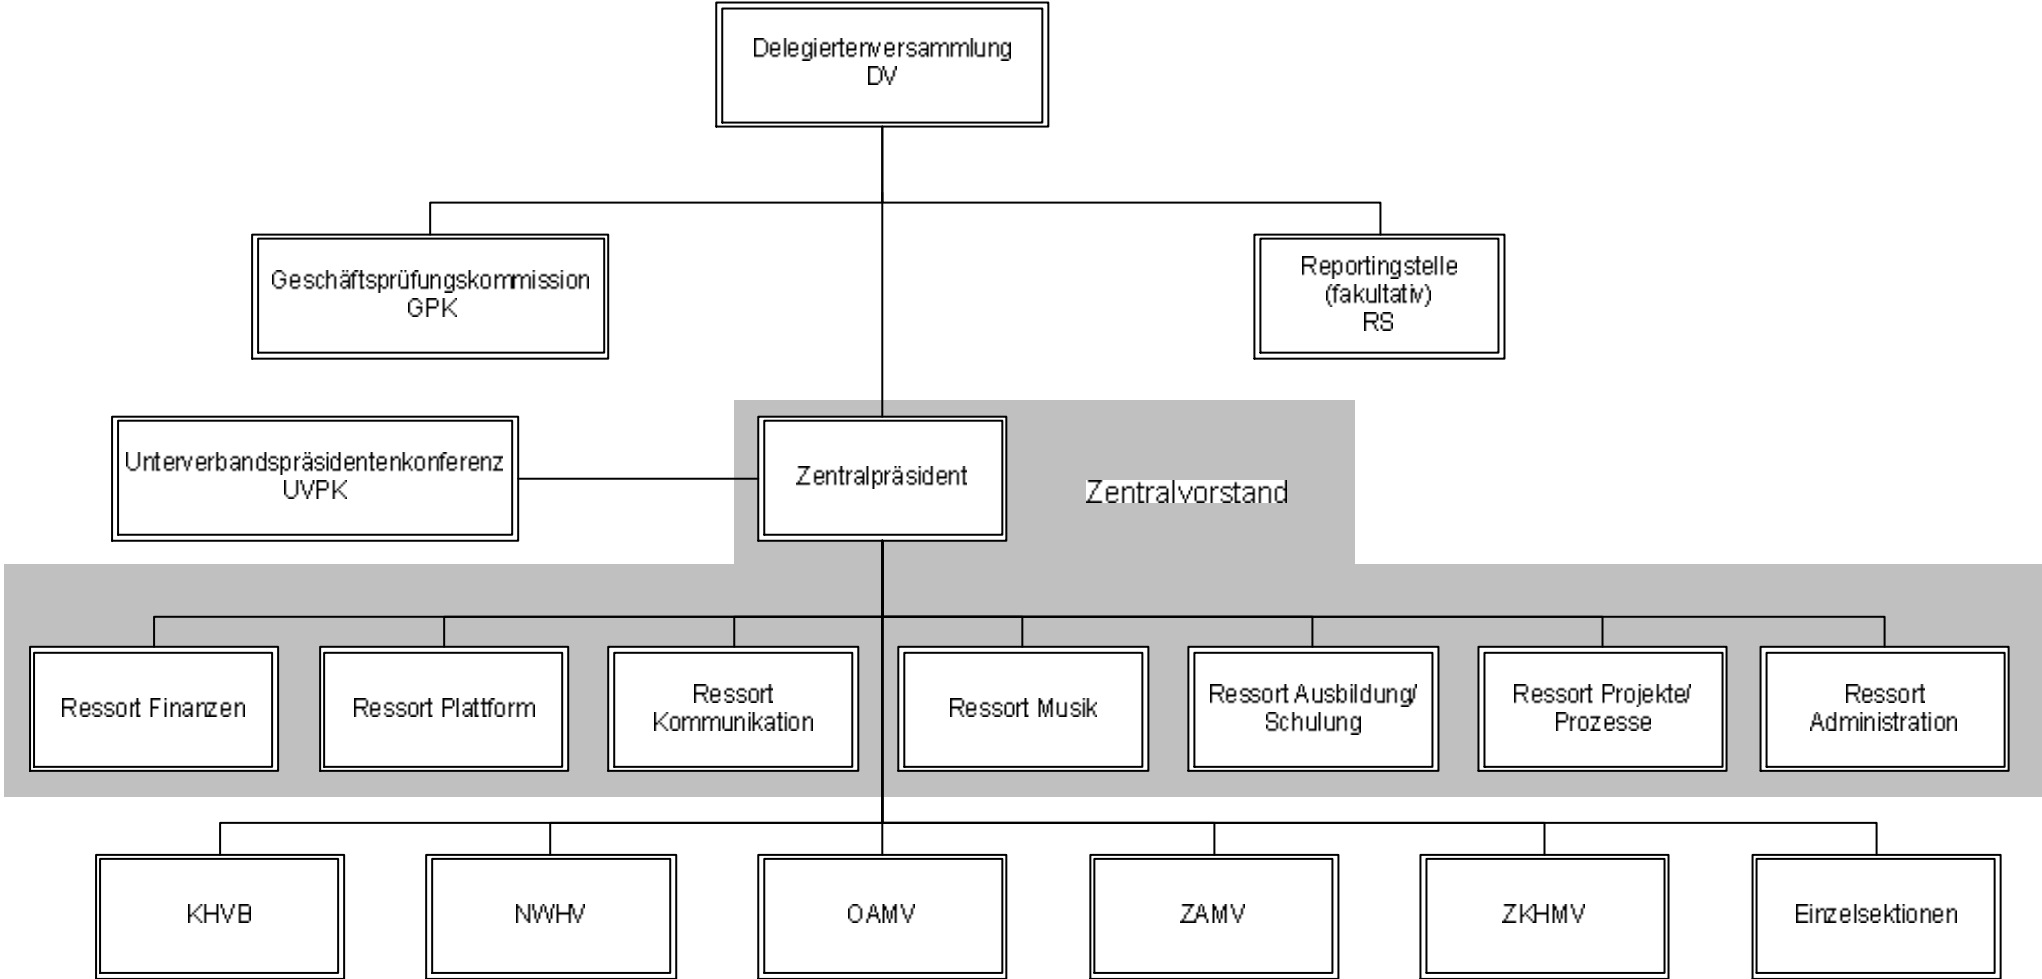 Delegiertenversammlung
DV
Geschäftsprüfungskommission
GPK
Reportingstelle
(fakultativ)
RS
Unterverbandspräsidentenkonferenz
UVPK
Zentralpräsident
Zentralvorstand
Ressort Finanzen
Ressort Plattform
Ressort
Kommunikation
Ressort Musik
Ressort Ausbildung/
Schulung
Ressort Projekte/
Prozesse
Ressort
Administration
KHVB
NWHV
OAMV
ZAMV
ZKHMV
Einzelsektionen